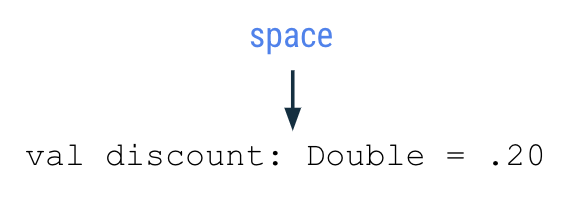 space
val discount: Double = .20